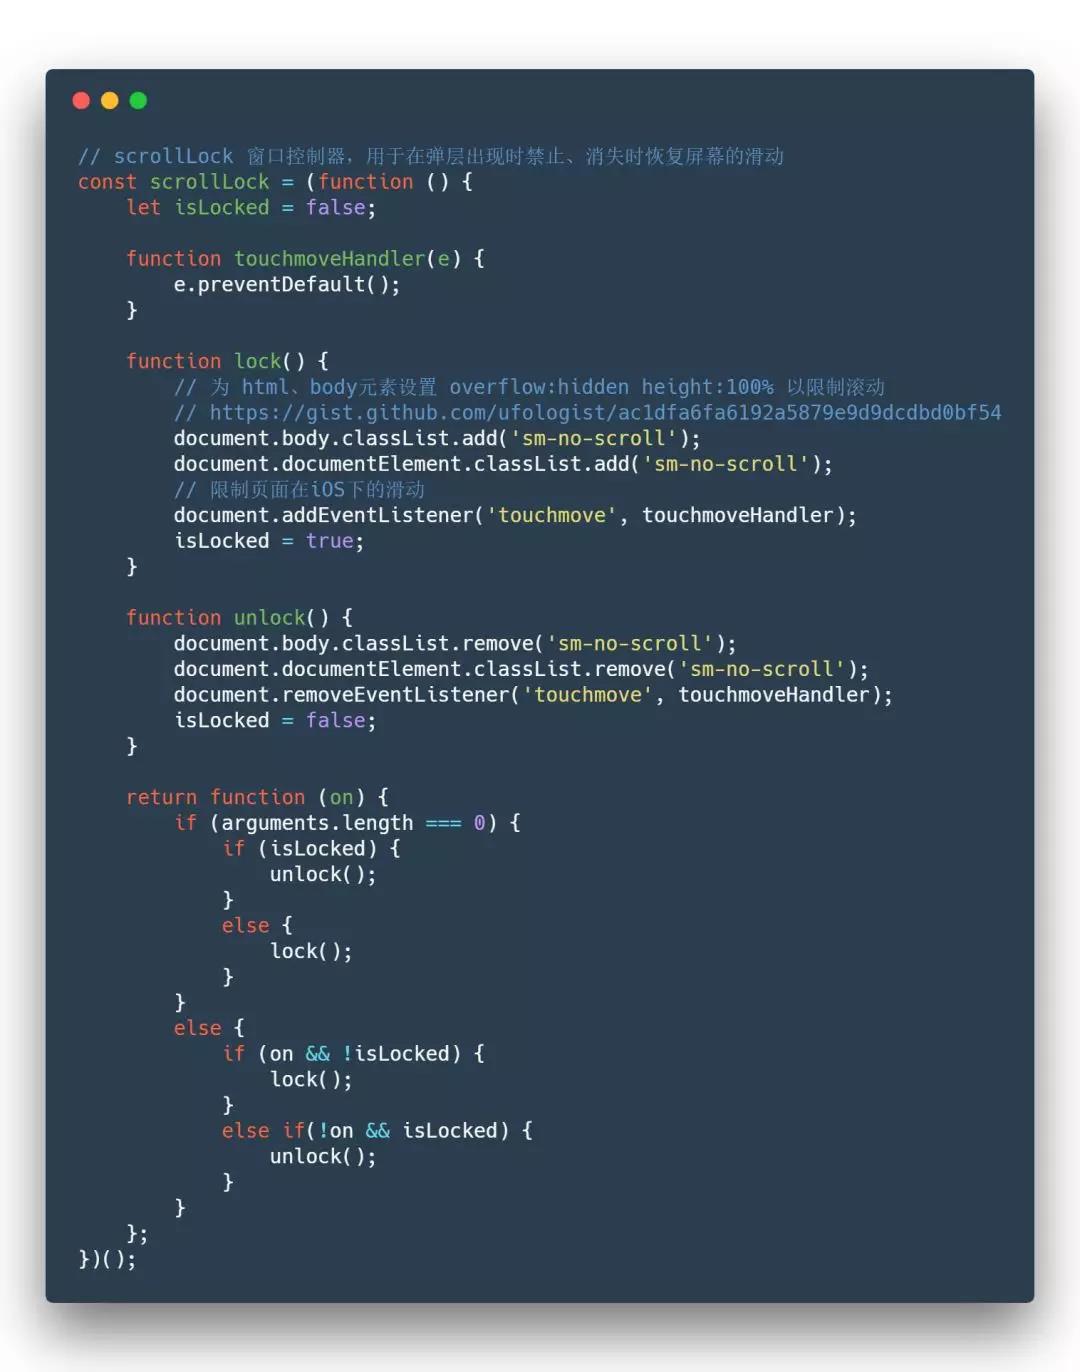 // scrollLock 窗口控制器，用于在弹层出现时禁止、消失时恢复屏幕的滑动
const scrollLock = (function () {
    let isLocked = false;

    function touchmoveHandler(e) {
        e.preventDefault();
    }

    function lock() {
        // 为 html、body元素设置 overflow:hidden height:100% 以限制滚动
        // https://gist.github.com/ufologist/ac1dfa6fa6192a5879e9d9dcdbd0bf54
        document.body.classList.add('sm-no-scroll');
        document.documentElement.classList.add('sm-no-scroll');
        // 限制页面在iOS下的滑动
        document.addEventListener('touchmove', touchmoveHandler);
        isLocked = true;
    }

    function unlock() {
        document.body.classList.remove('sm-no-scroll');
        document.documentElement.classList.remove('sm-no-scroll');
        document.removeEventListener('touchmove', touchmoveHandler);
        isLocked = false;
    }

    return function (on) {
        if (arguments.length === 0) {
            if (isLocked) {
                unlock();
            }
            else {
                lock();
            }
        }
        else {
            if (on && !isLocked) {
                lock();
            }
            else if(!on && isLocked) {
                unlock();
            }
        }
    };
})();